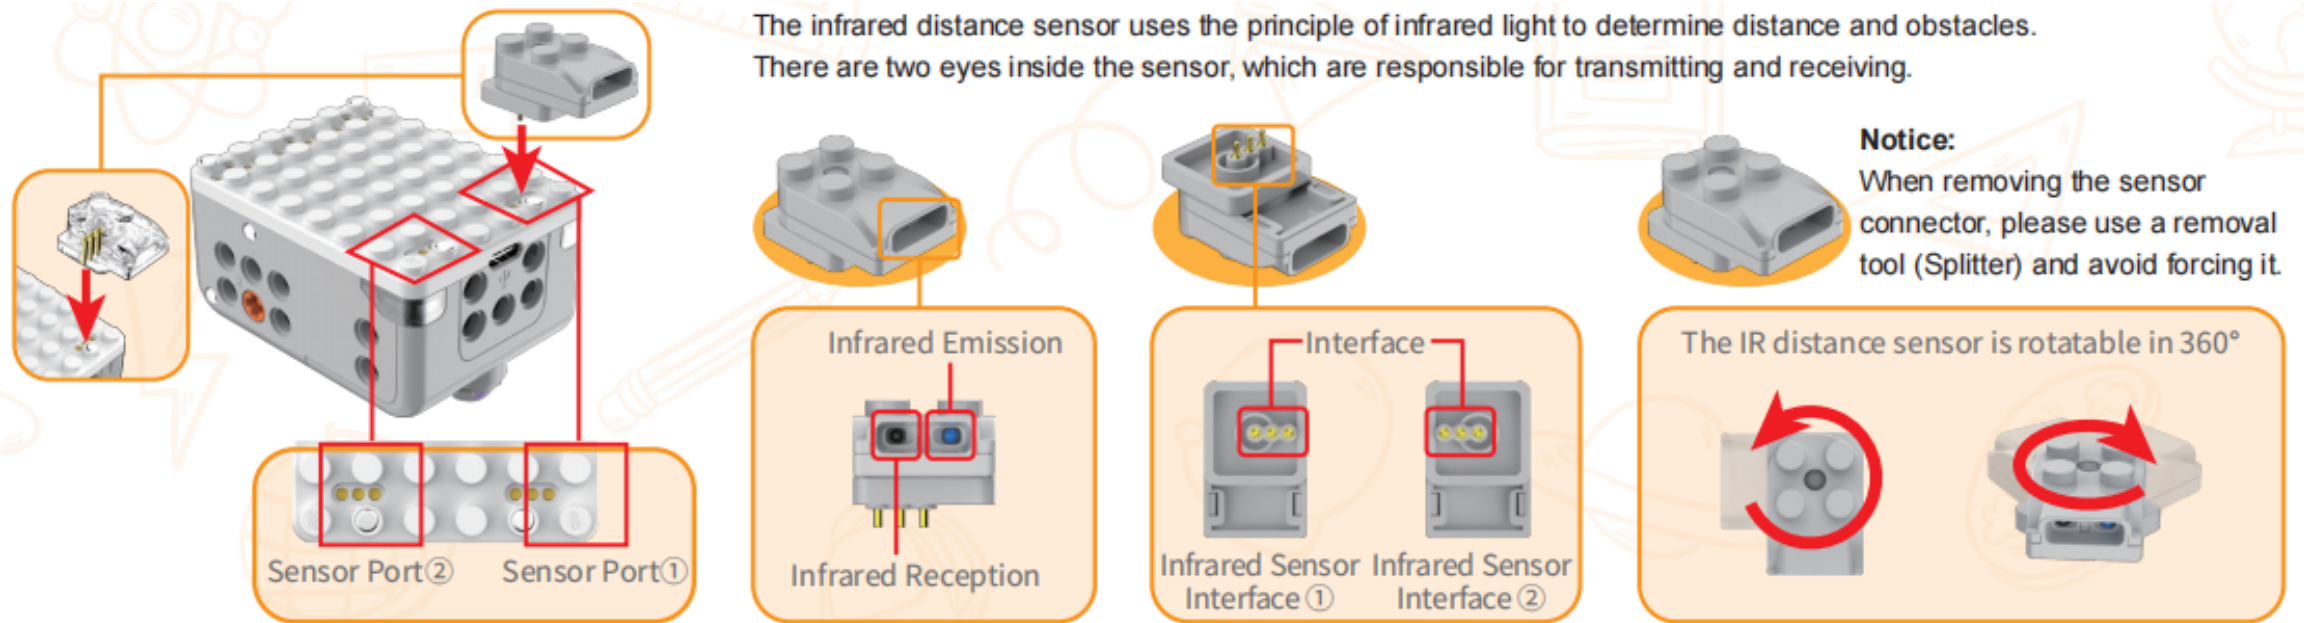 The infrared distance sensor uses the principle of infrared light to determine distance and obstacles.
There are two eyes inside the sensor, which are responsible for transmitting and receiving.
Notice:
When removing the sensor
connector, please use a removal
tool (Splitter) and avoid forcing it.
Sensor Port②
Sensor Port①
Infrared Emission
Infrared Reception
Interface
Infrared Sensor
Interface①
Infrared Sensor
Interface②
The IR distance sensor is rotatable in 360°